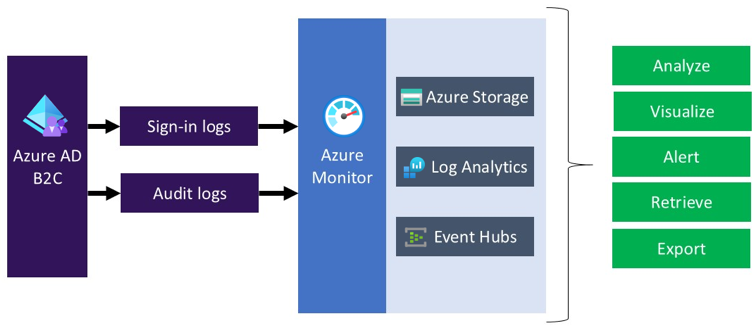 Azure AD
B2C
Sign-in logs
Audit logs
Azure
Monitor
Azure Storage
Log Analytics
Event Hubs
Analyze
Visualize
Alert
Retrieve
Export